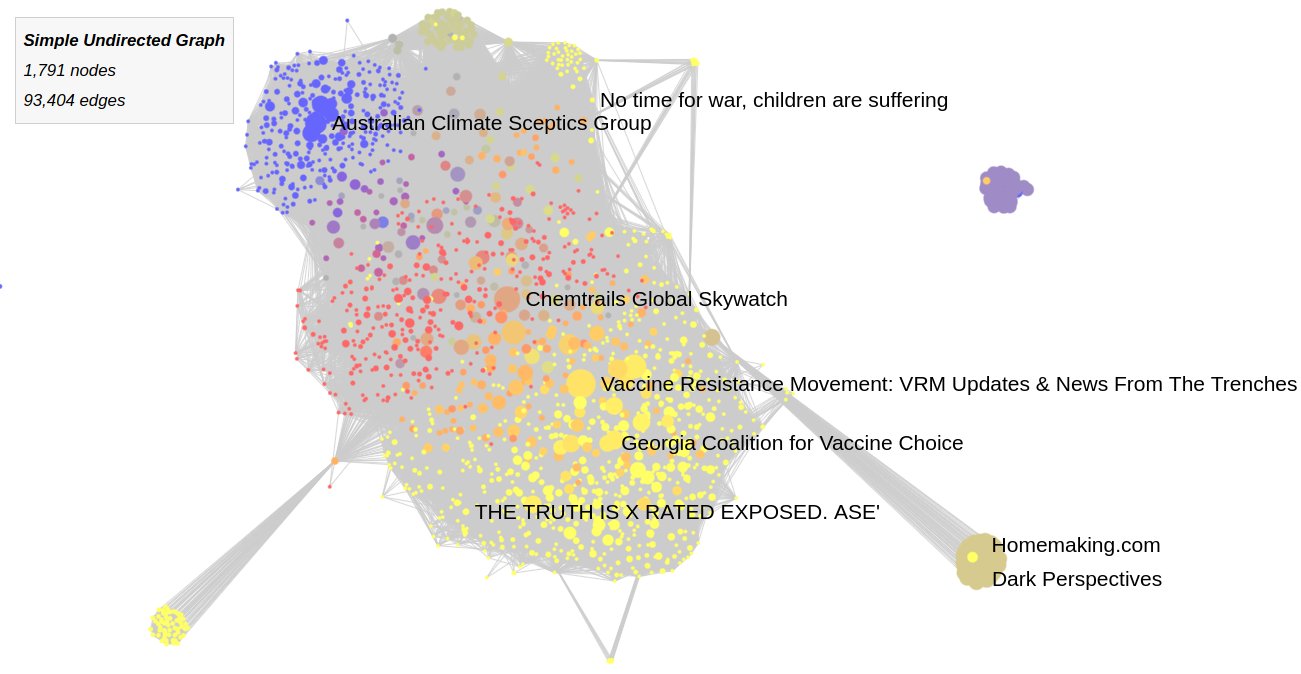 Simple Undirected Graph
1,791 nodes
93,404 edges
No time for war, children are suffering
Australian Climate Sceptics Group
Chemtrails Global Skywatch
Vaccine Resistance Movement: VRM Updates & News From The Trenches
Georgia Coalition for Vaccine Choice
THE TRUTH IS X RATED EXPOSED. ASE'
Homemaking.com
Dark Perspectives